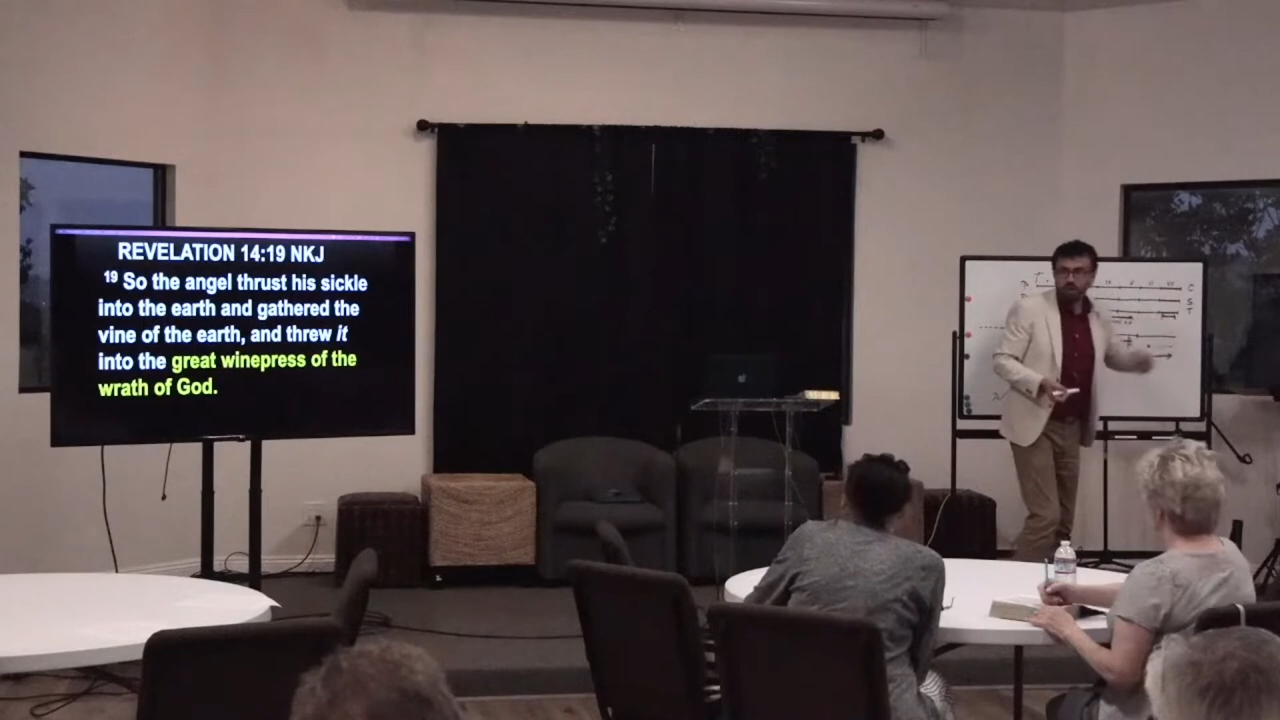 REVELATION 14:19 NKJ
19 So the angel thrust his sickle
into the earth and gathered the
vine of the earth, and threw it
into the great winepress of the
wrath of God.
C
S
T